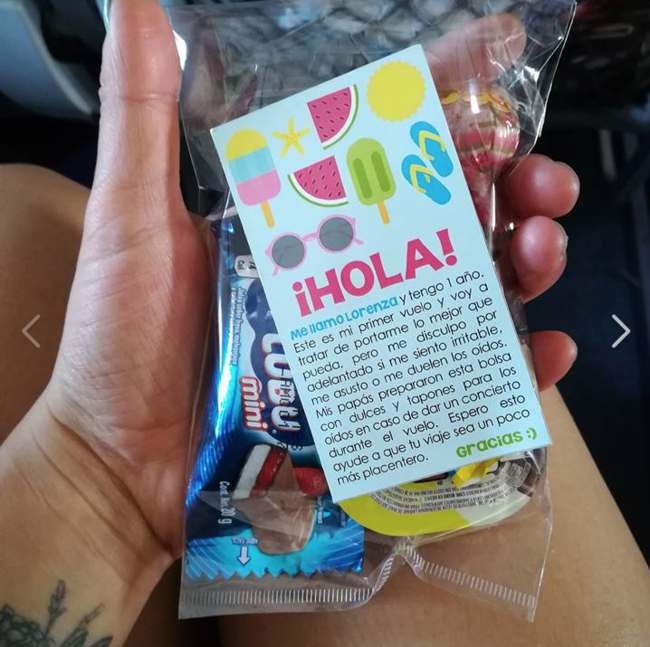 ¡HOLA!
Me llamo Lorenza y tengo 1 año.
Este es mi primer vuelo y voy a
tratar de portarme lo mejor que
pueda, pero me disculpo por
adelantado si me siento irritable,
me asusto o me duelen los oídos.
Mis papás prepararon esta bolsa
con dulces y tapones para los
oídos en caso de dar un concierto
durante el vuelo. Espero esto
ayude a que tu viaje sea un poco
más placentero.
Gracias :)
mini
Cont. 20 g